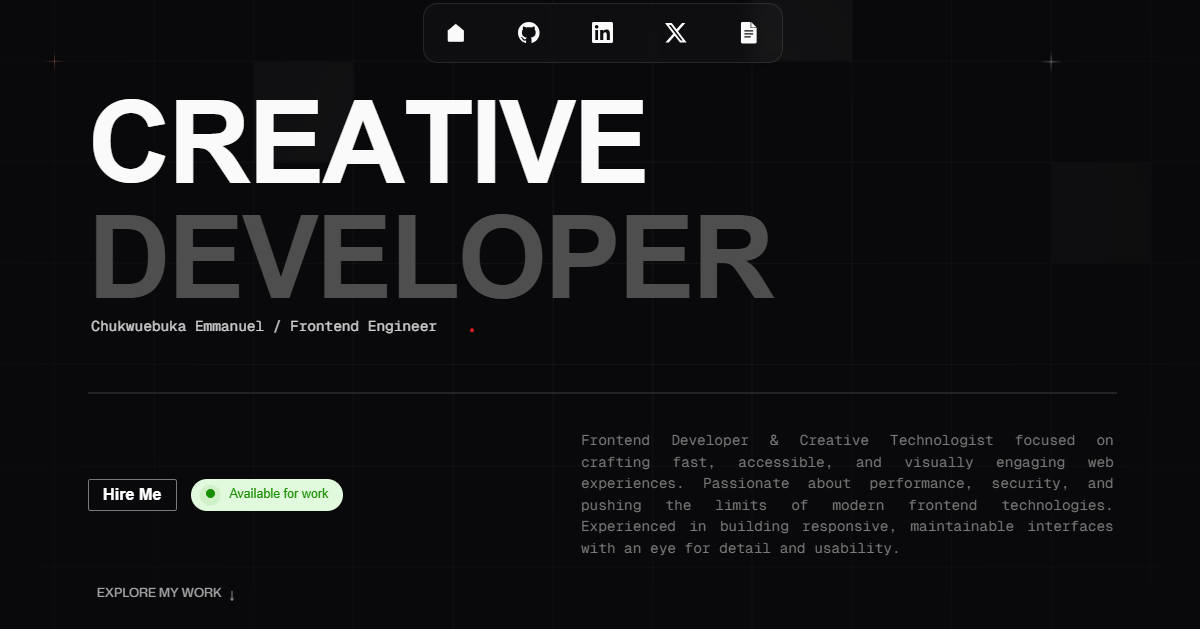 CREATIVE
DEVELOPER
Chukwuebuka Emmanuel / Frontend Engineer
Frontend Developer & Creative Technologist focused on
crafting fast, accessible, and visually engaging web
experiences. Passionate about performance, security, and
pushing the limits of modern frontend technologies.
Experienced in building responsive, maintainable interfaces
with an eye for detail and usability.
Hire Me
Available for work
EXPLORE MY WORK ↓